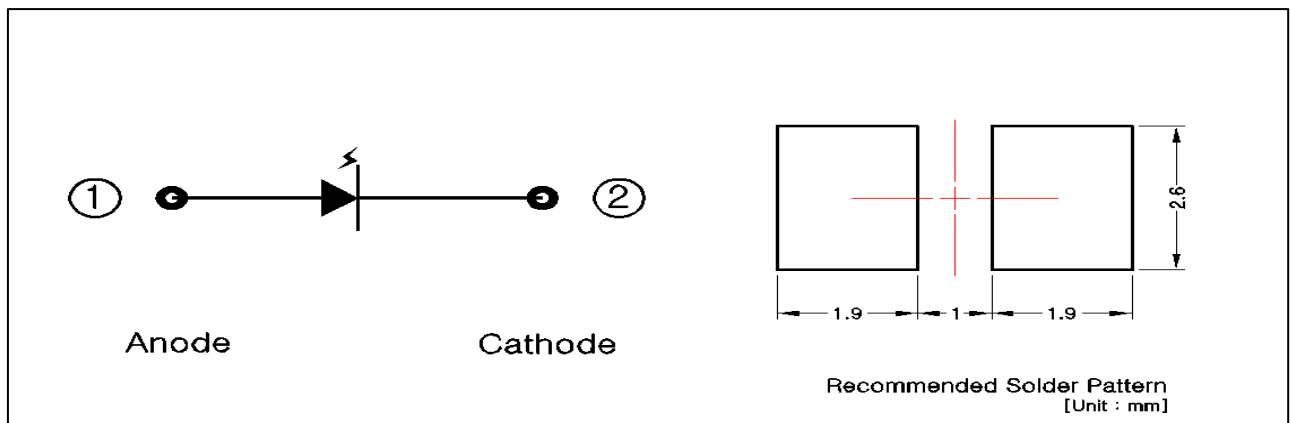 ① ②
Anode Cathode
2.6
1.9 1 1.9
Recommended Solder Pattern
[Unit : mm]